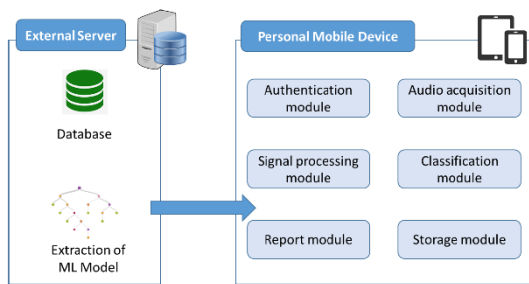 External Server
Database
Extraction of
ML Model
Personal Mobile Device
Authentication
module
Audio acquisition
module
Signal processing
module
Classification
module
Report module
Storage module